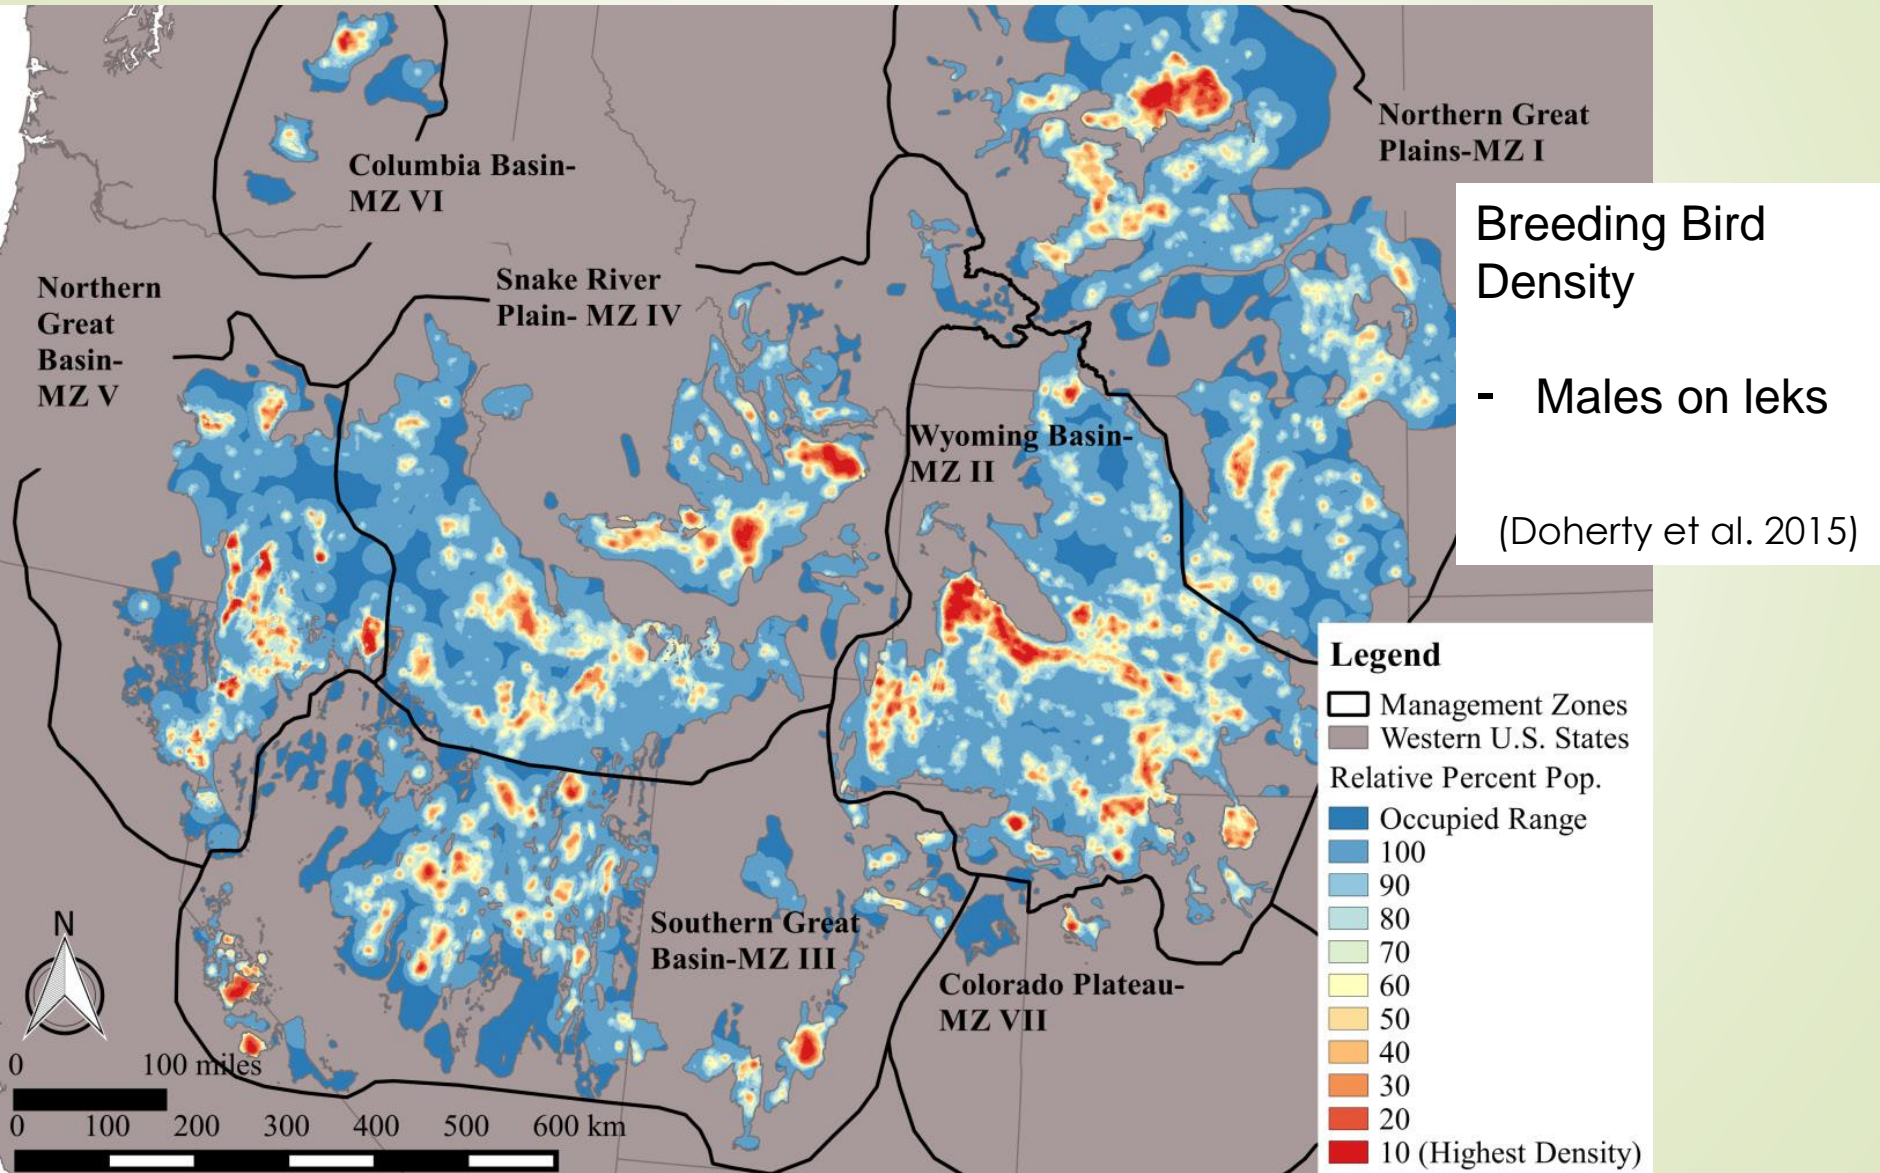 Columbia Basin-
MZ VI
Northern Great
Plains-MZ I
Northern
Great
Basin-
MZ V
Snake River
Plain- MZ IV
Wyoming Basin-
MZ II
Southern Great
Basin-MZ III
Colorado Plateau-
MZ VII
Breeding Bird
Density
- Males on leks
(Doherty et al. 2015)
Legend
Management Zones
Western U.S. States
Relative Percent Pop.
Occupied Range
100
90
80
70
60
50
40
30
20
10 (Highest Density)
N
0 100 miles
0 100 200 300 400 500 600 km